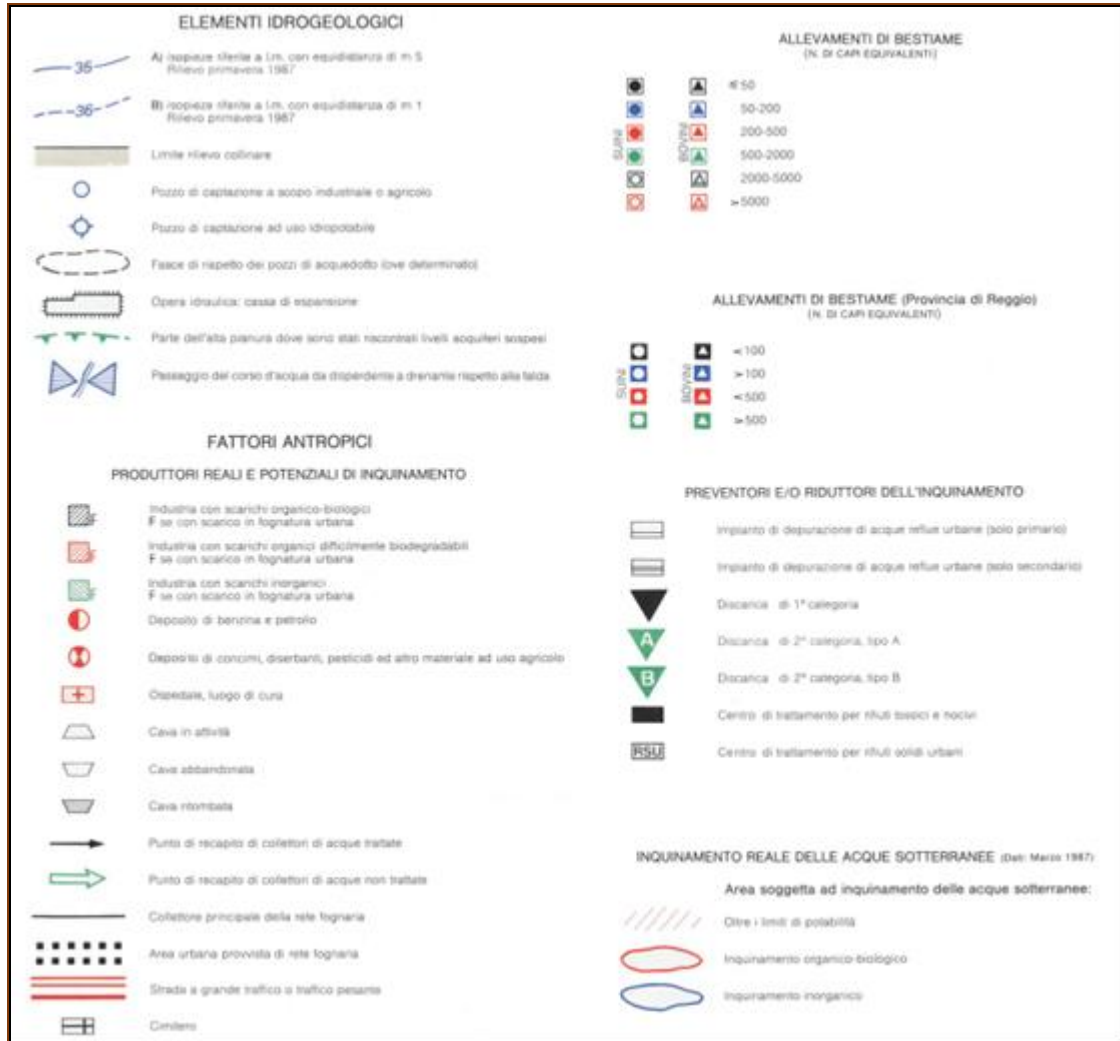 ELEMENTI IDROGEOLOGICI
35
A) Isopieze riferite a l.m. con equidistanza di m 5
Rilievo primavera 1987
36
B) Isopieze riferite a l.m. con equidistanza di m 1
Rilievo primavera 1987
Limite rilievo collinare
Pozzo di captazione a scopo industriale o agricolo
Pozzo di captazione ad uso idropotabile
Fasce di rispetto dei pozzi di acquedotto (ove determinato)
Opera idraulica: cassa di espansione
Parte dell'alta pianura dove sono stati riscontrati livelli acquiferi sospesi
Passaggio del corso d'acqua da disperdente a drenante rispetto alla falda
FATTORI ANTROPICI
PRODUTTORI REALI E POTENZIALI DI INQUINAMENTO
Industria con scarichi organico-biologici
F se con scarico in fognatura urbana
Industria con scarichi organici difficilmente biodegradabili
F se con scarico in fognatura urbana
Industria con scarichi inorganici
F se con scarico in fognatura urbana
Deposito di benzina e petrolio
Depositi di concimi, diserbanti, pesticidi ed altro materiale ad uso agricolo
Ospedale, luogo di cura
Cava in attività
Cava abbandonata
Cava ritombata
Punto di recapito di collettori di acque trattate
Punto di recapito di collettori di acque non trattate
Collettore principale della rete fognaria
Area urbana provvista di rete fognaria
Strada a grande traffico o traffico pesante
Cimitero
ALLEVAMENTI DI BESTIAME
(N. DI CAPI EQUIVALENTI)
SUINI
BOVINI
≤50
50-200
200-500
500-2000
2000-5000
>5000
ALLEVAMENTI DI BESTIAME (Provincia di Reggio)
(N. DI CAPI EQUIVALENTI)
SUINI
BOVINI
<100
>100
<500
>500
PREVENTORI E/O RIDUTTORI DELL'INQUINAMENTO
Impianto di depurazione di acque reflue urbane (solo primario)
Impianto di depurazione di acque reflue urbane (solo secondario)
Discarica di 1ª categoria
A
Discarica di 2ª categoria, tipo A
B
Discarica di 2ª categoria, tipo B
Centro di trattamento per rifiuti tossici e nocivi
RSU
Centro di trattamento per rifiuti solidi urbani
INQUINAMENTO REALE DELLE ACQUE SOTTERRANEE (Dati: Marzo 1987)
Area soggetta ad inquinamento delle acque sotterranee:
Oltre i limiti di potabilità
Inquinamento organico-biologico
Inquinamento inorganico